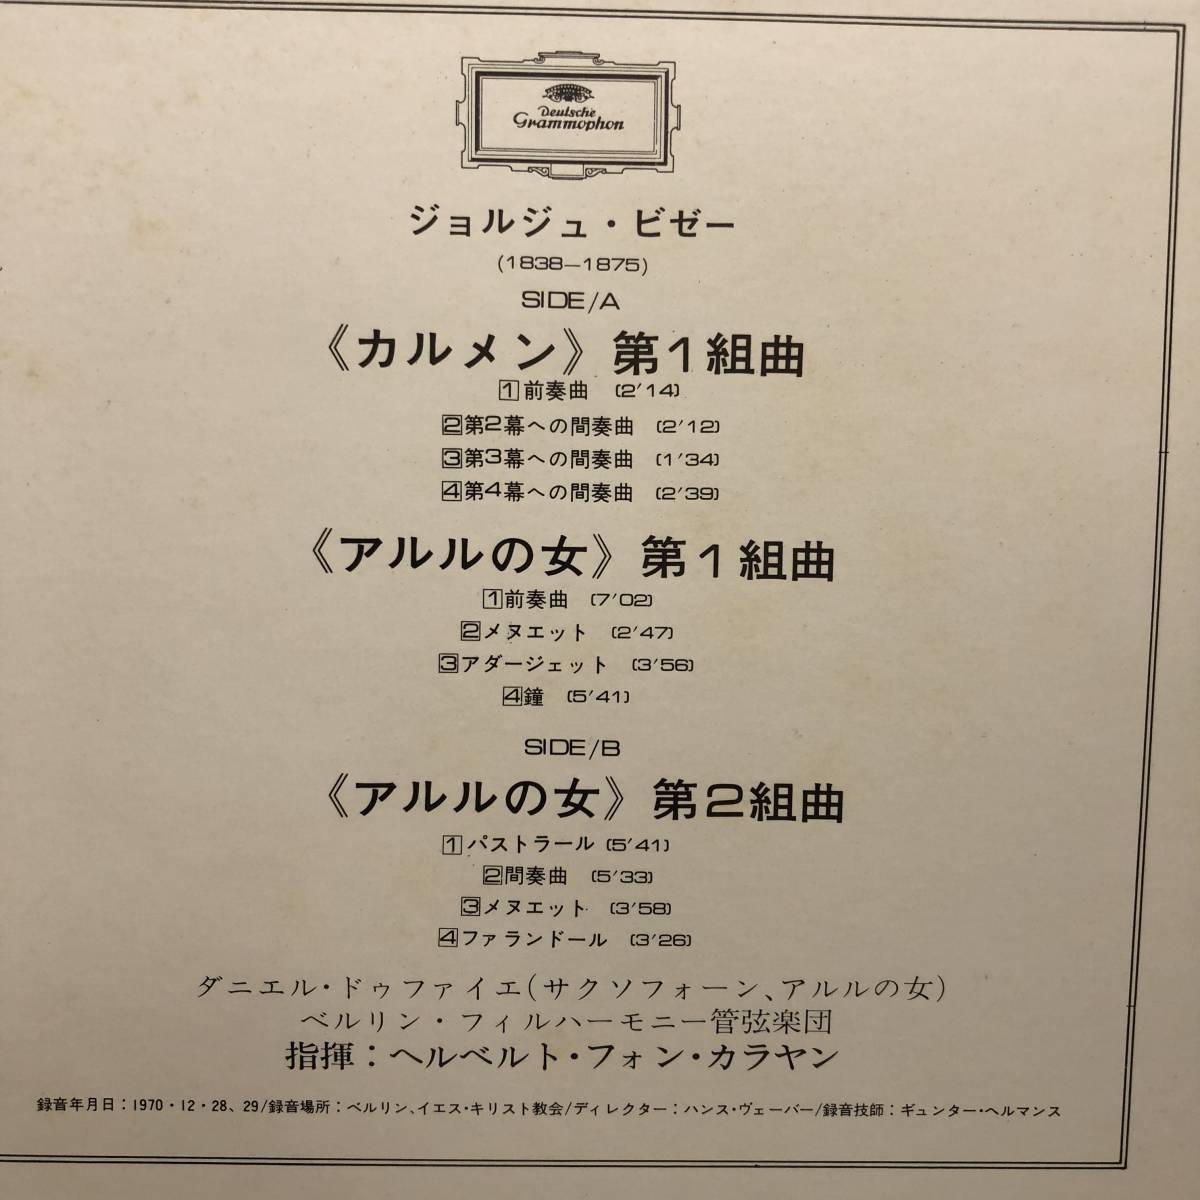 Deutsche
Grammophon
ジョルジュ・ビゼー
(1838—1875)
SIDE/A
《カルメン》第1組曲
1前奏曲 (2'14)
2第2幕への間奏曲 (2'12)
3第3幕への間奏曲 (1'34)
4第4幕への間奏曲 (2'39)
《アルルの女》第1組曲
1前奏曲 (7'02)
2メヌエット (2'47)
3アダージェット (3'56)
4鐘 (5'41)
SIDE/B
《アルルの女》第2組曲
1パストラール (5'41)
2間奏曲 (5'33)
3メヌエット (3'58)
4ファランドール (3'26)
ダニエル・ドゥファイエ(サクソフォーン、アルルの女)
ベルリン・フィルハーモニー管弦楽団
指揮：ヘルベルト・フォン・カラヤン
録音年月日：1970・12・28、29/録音場所：ベルリン、イエス・キリスト教会/ディレクター：ハンス・ヴェーバー/録音技師：ギュンター・ヘルマンス